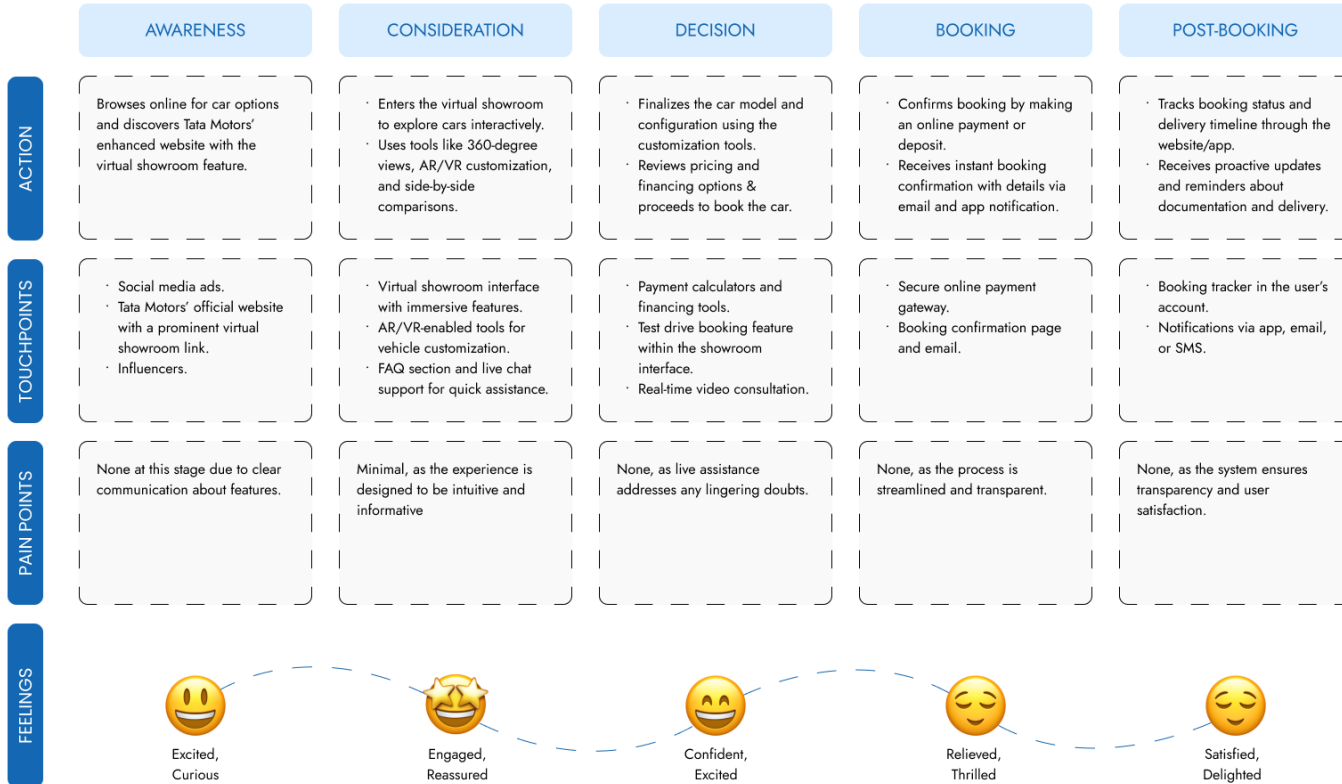 AWARENESS
CONSIDERATION
DECISION
BOOKING
POST-BOOKING
ACTION
Browses online for car options
and discovers Tata Motors’
enhanced website with the
virtual showroom feature.
· Enters the virtual showroom
to explore cars interactively.
· Uses tools like 360-degree
views, AR/VR customization,
and side-by-side
comparisons.
· Finalizes the car model and
configuration using the
customization tools.
· Reviews pricing and
financing options &
proceeds to book the car.
· Confirms booking by making
an online payment or
deposit.
· Receives instant booking
confirmation with details via
email and app notification.
· Tracks booking status and
delivery timeline through the
website/app.
· Receives proactive updates
and reminders about
documentation and delivery.
TOUCHPOINTS
· Social media ads.
· Tata Motors’ official website
with a prominent virtual
showroom link.
· Influencers.
· Virtual showroom interface
with immersive features.
· AR/VR-enabled tools for
vehicle customization.
· FAQ section and live chat
support for quick assistance.
· Payment calculators and
financing tools.
· Test drive booking feature
within the showroom
interface.
· Real-time video consultation.
· Secure online payment
gateway.
· Booking confirmation page
and email.
· Booking tracker in the user’s
account.
· Notifications via app, email,
or SMS.
PAIN POINTS
None at this stage due to clear
communication about features.
Minimal, as the experience is
designed to be intuitive and
informative
None, as live assistance
addresses any lingering doubts.
None, as the process is
streamlined and transparent.
None, as the system ensures
transparency and user
satisfaction.
FEELINGS
Excited,
Curious
Engaged,
Reassured
Confident,
Excited
Relieved,
Thrilled
Satisfied,
Delighted